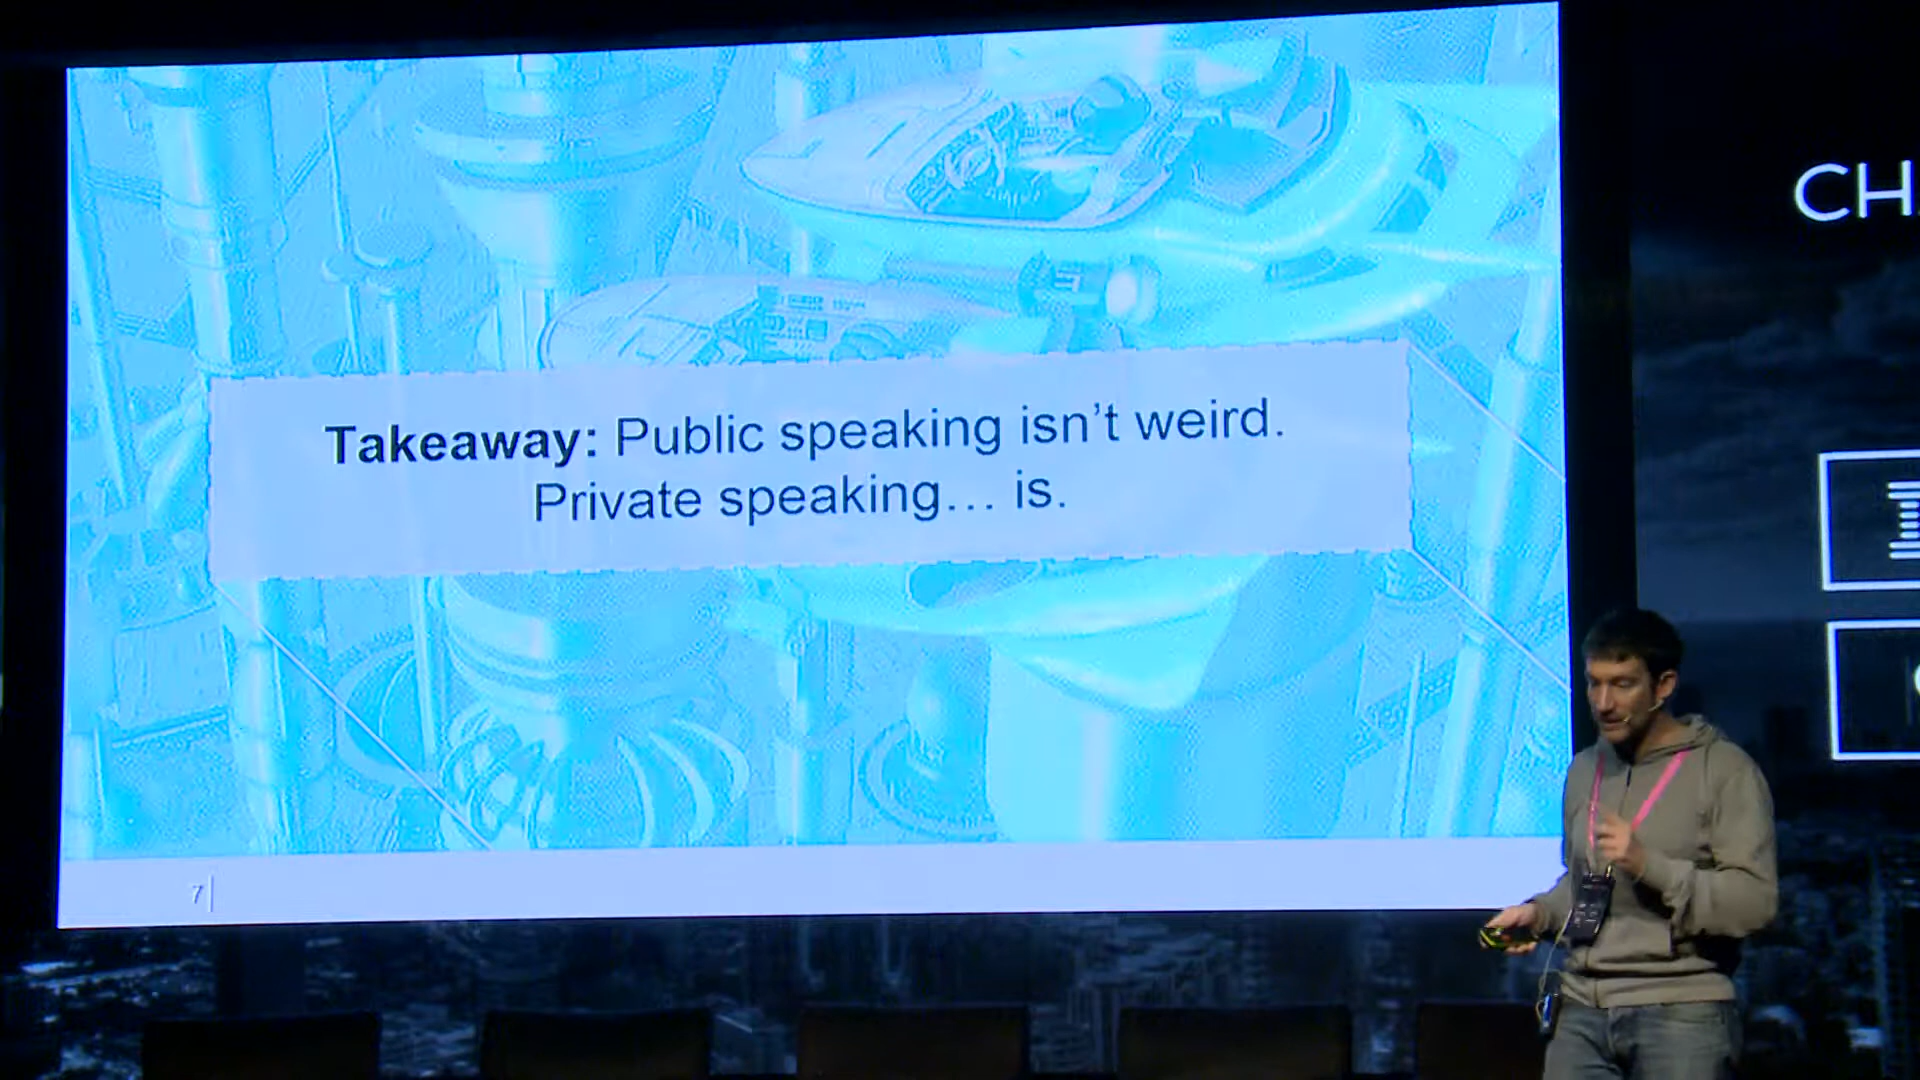 Takeaway: Public speaking isn't weird.
Private speaking... is.
7
CH